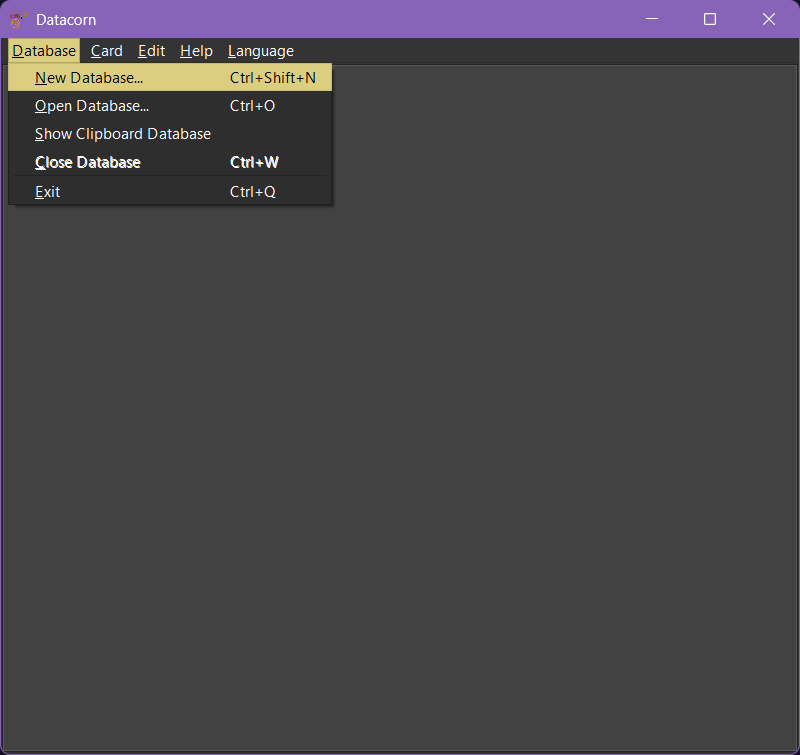 Datacorn
Database Card Edit Help Language
New Database... Ctrl+Shift+N
Open Database... Ctrl+O
Show Clipboard Database
Close Database Ctrl+W
Exit Ctrl+Q